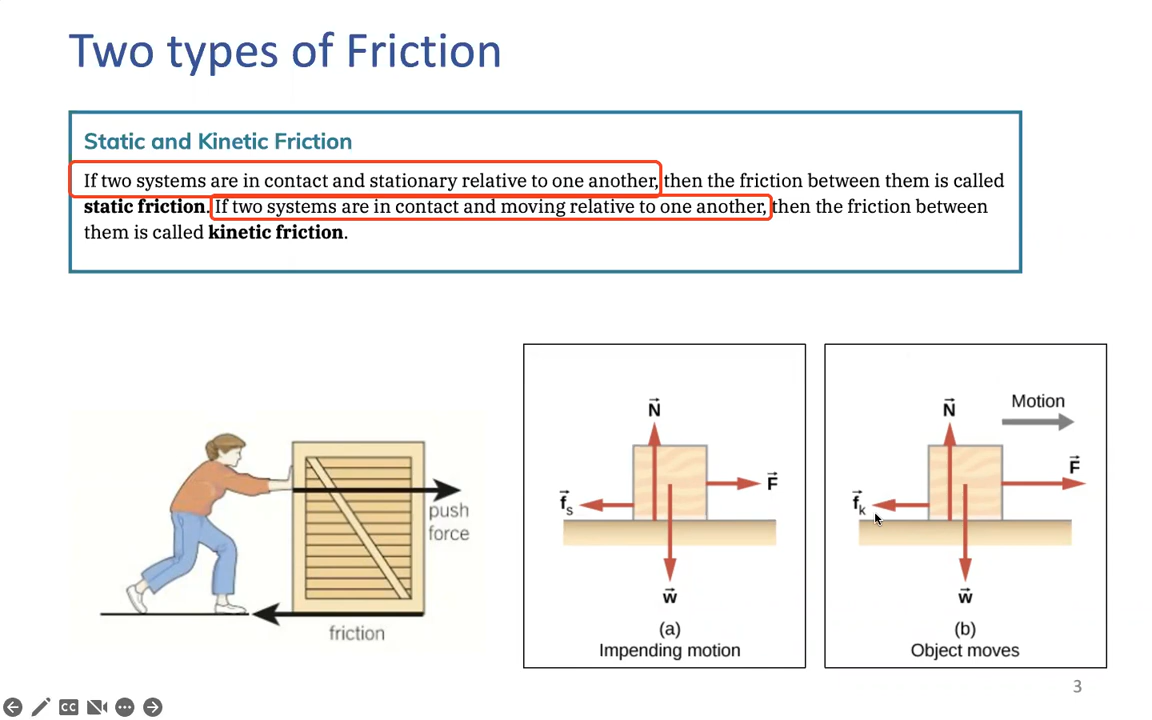 Two types of Friction
Static and Kinetic Friction
If two systems are in contact and stationary relative to one another, then the friction between them is called
static friction. If two systems are in contact and moving relative to one another, then the friction between
them is called kinetic friction.
push
force
friction
N
F
fs
w
(a)
Impending motion
Motion
N
F
fk
w
(b)
Object moves
3
CC